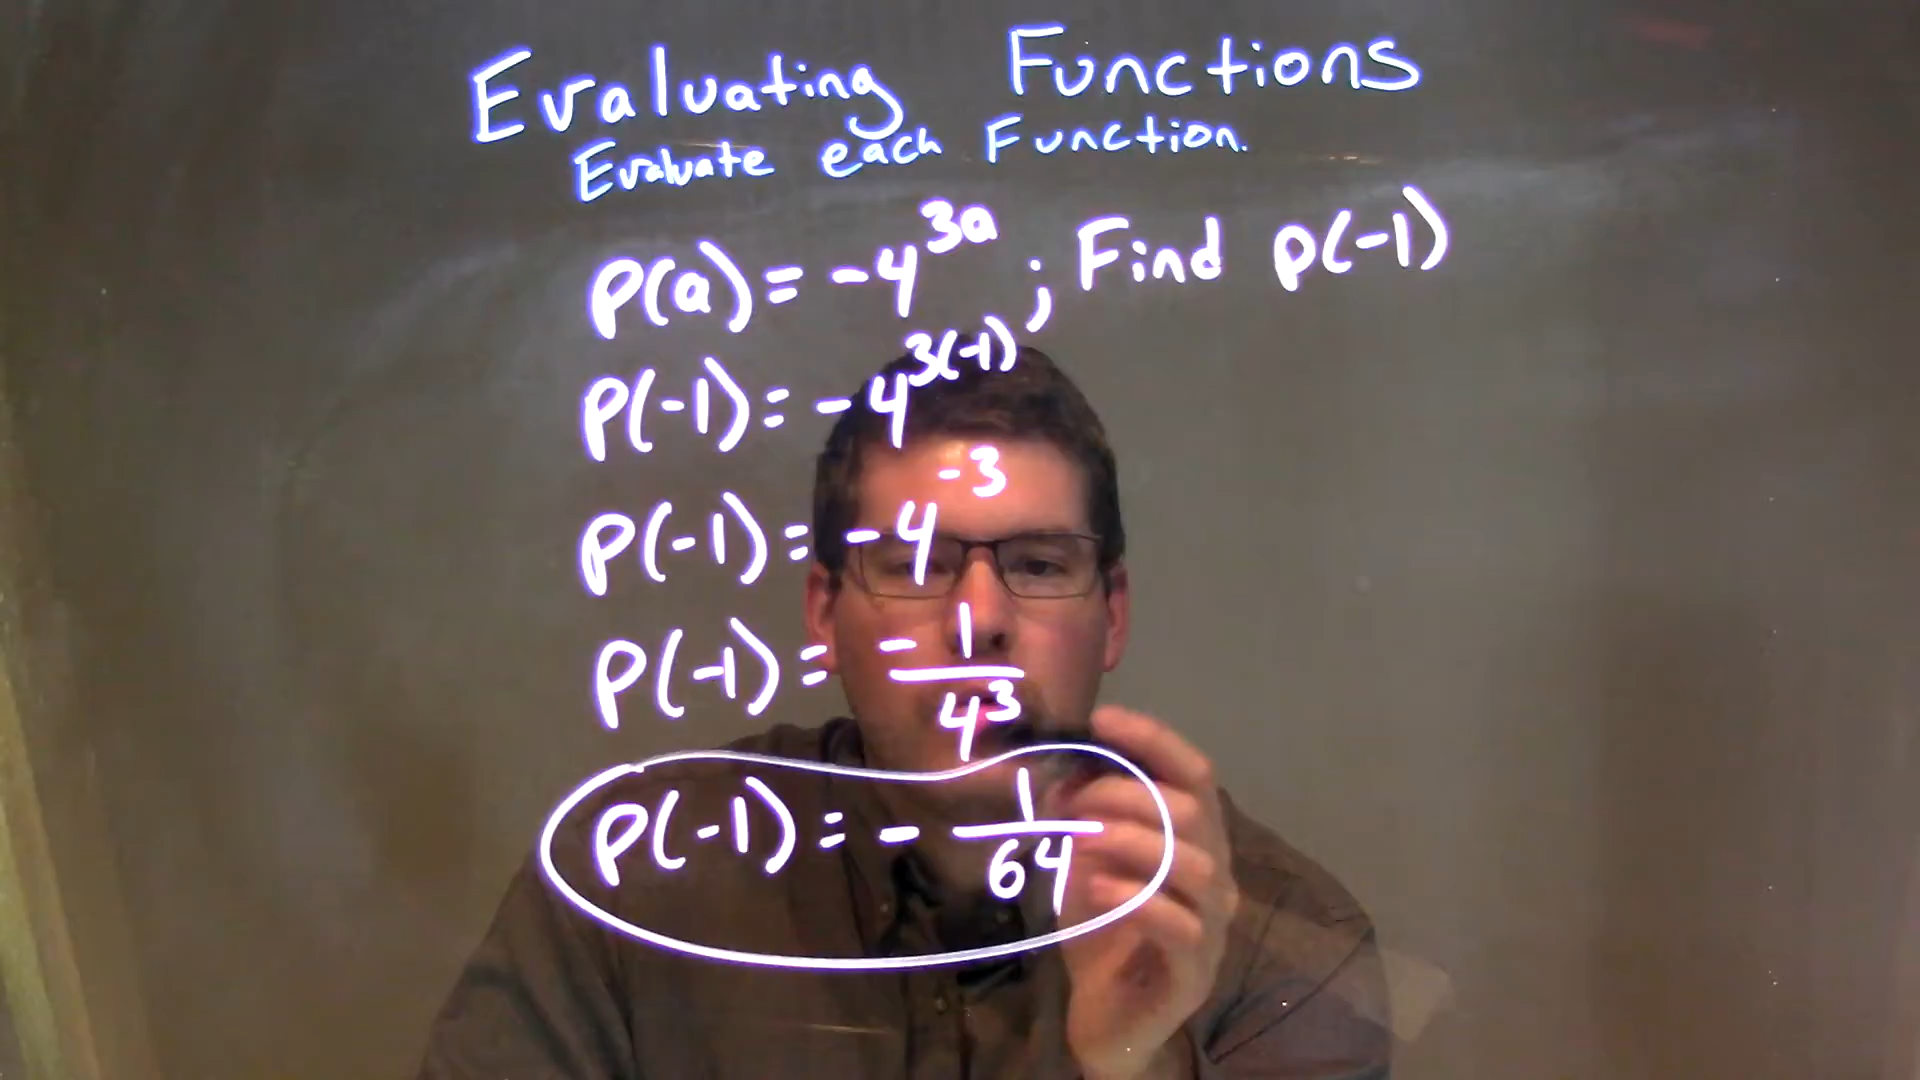 Evaluating Functions
Evaluate each Function.
P(a) = -4^3a ; Find p(-1)
P(-1) = -4^3(-1)
P(-1) = -4^-3
P(-1) = -1/4^3
P(-1) = - 1/64